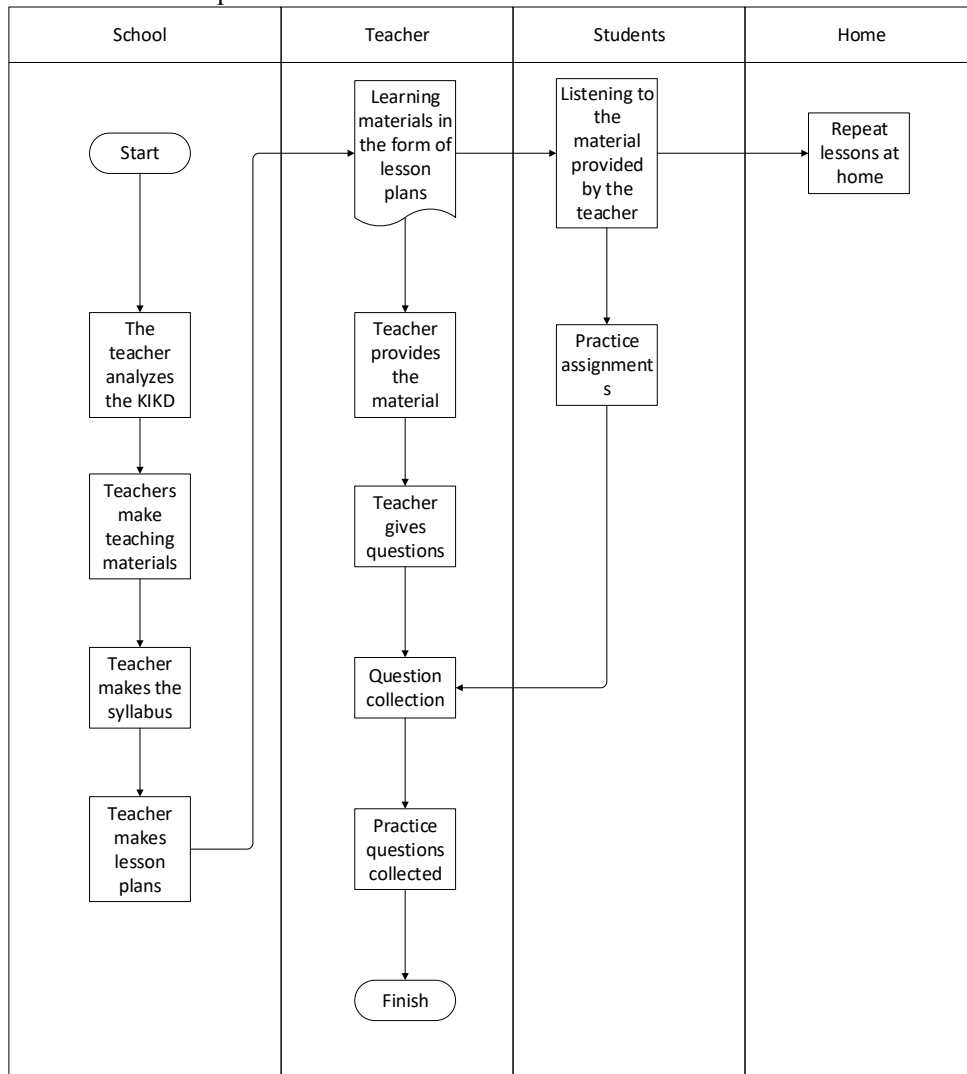 School
Teacher
Students
Home
Start
The
teacher
analyzes
the KIKD
Teachers
make
teaching
materials
Teacher
makes the
syllabus
Teacher
makes
lesson
plans
Learning
materials in
the form of
lesson
plans
Teacher
provides
the
material
Teacher
gives
questions
Question
collection
Practice
questions
collected
Finish
Listening to
the
material
provided
by the
teacher
Practice
assignment
s
Repeat
lessons at
home